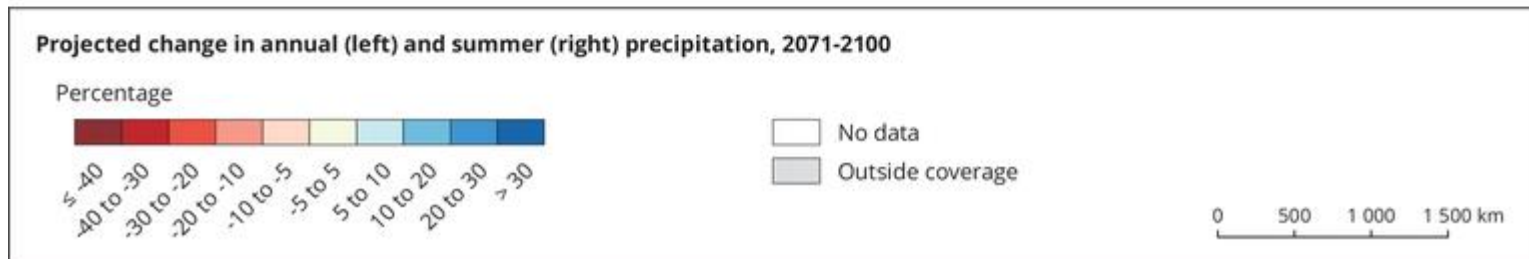 Projected change in annual (left) and summer (right) precipitation, 2071-2100
Percentage
≤ -40
-40 to -30
-30 to -20
-20 to -10
-10 to -5
-5 to 5
5 to 10
10 to 20
20 to 30
> 30
No data
Outside coverage
0 500 1 000 1 500 km